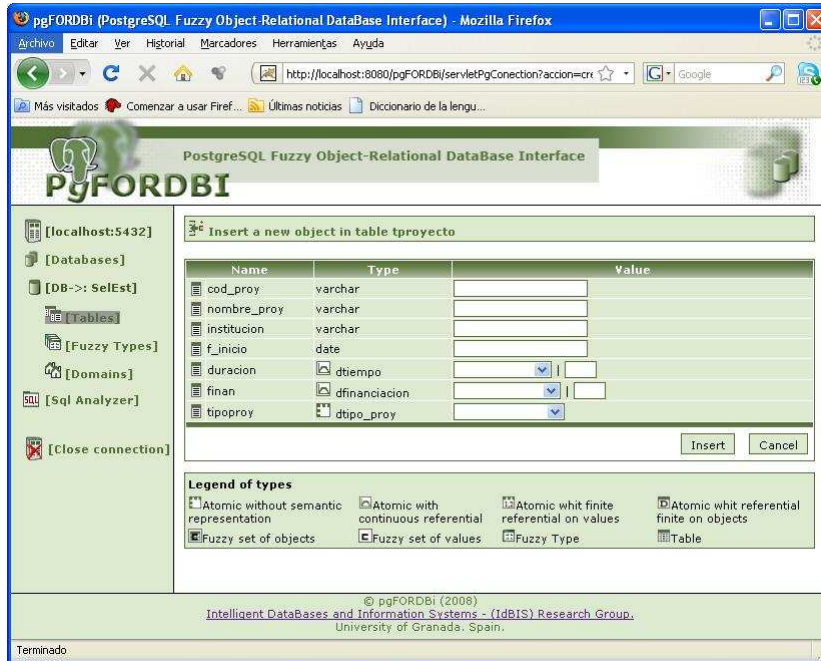 pgFORDBi (PostgreSQL Fuzzy Object-Relational DataBase Interface) - Mozilla Firefox
Archivo Editar Ver Historial Marcadores Herramientas Ayuda
http://localhost:8080/pgFORDBi/servletPgConection?accion=cre
Google
Más visitados Comenzar a usar Firef... Últimas noticias Diccionario de la lengu...
PostgreSQL Fuzzy Object-Relational DataBase Interface
PgFORDBI
[localhost:5432]
[Databases]
[DB->: SelEst]
[Tables]
[Fuzzy Types]
[Domains]
SQL [Sql Analyzer]
[Close connection]
Insert a new object in table tproyecto
Name Type Value
cod_proy varchar
nombre_proy varchar
institucion varchar
f_inicio date
duracion dtiempo |
finan dfinanciacion |
tipoproy dtipo_proy
Insert Cancel
Legend of types
Atomic without semantic representation
Atomic with continuous referential
Atomic whit finite referential on values
Atomic whit referential finite on objects
Fuzzy set of objects
Fuzzy set of values
Fuzzy Type
Table
© pgFORDBi (2008)
Intelligent DataBases and Information Systems - (IdBIS) Research Group.
University of Granada. Spain.
Terminado